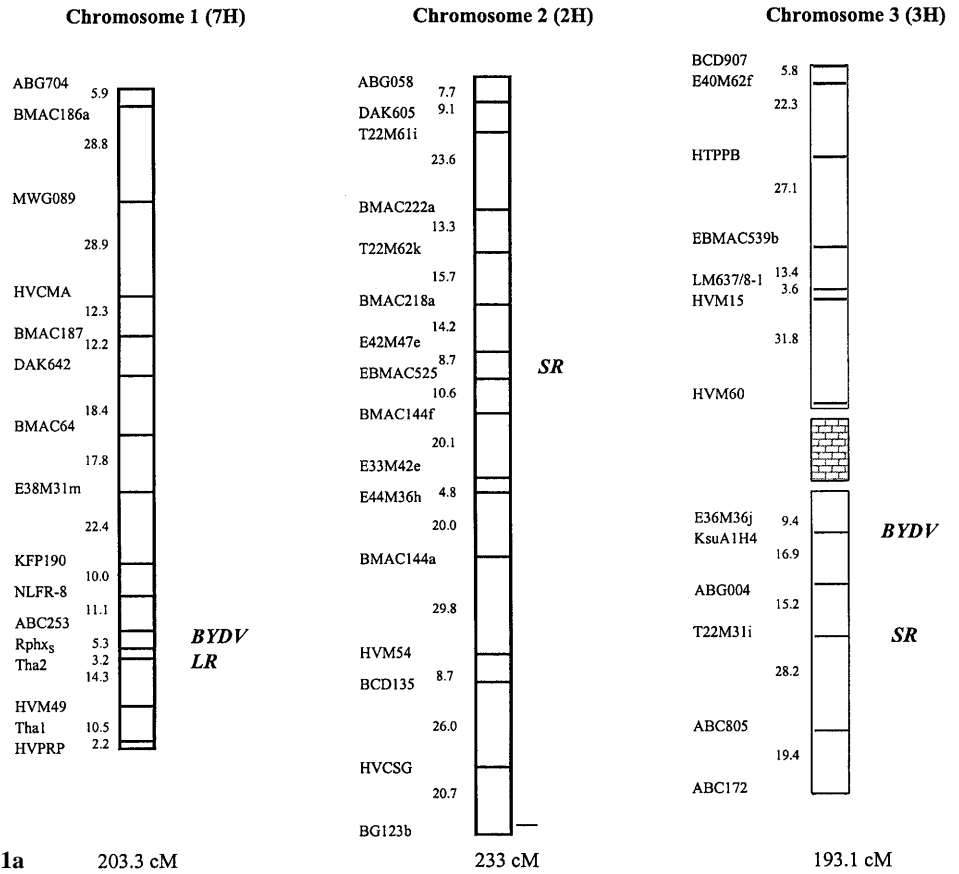 Chromosome 1 (7H)
ABG704
5.9
BMAC186a
28.8
MWG089
28.9
HVCMA
12.3
BMAC187
12.2
DAK642
18.4
BMAC64
17.8
E38M31m
22.4
KFP190
10.0
NLFR-8
11.1
ABC253
BYDV
Rphxs
5.3
LR
3.2
Tha2
14.3
HVM49
Tha1
10.5
2.2
HVPRP
1a
203.3 cM
Chromosome 2 (2H)
ABG058
7.7
9.1
DAK605
T22M61i
23.6
BMAC222a
13.3
T22M62k
15.7
BMAC218a
14.2
E42M47e
8.7
SR
EBMAC525
10.6
BMAC144f
20.1
E33M42e
4.8
E44M36h
20.0
BMAC144a
29.8
HVM54
8.7
BCD135
26.0
HVCSG
20.7
BG123b
233 cM
Chromosome 3 (3H)
BCD907
5.8
E40M62f
22.3
HTPPB
27.1
EBMAC539b
13.4
LM637/8-1
3.6
HVM15
31.8
HVM60
E36M36j
9.4
BYDV
KsuA1H4
16.9
ABG004
15.2
T22M31i
SR
28.2
ABC805
19.4
ABC172
193.1 cM